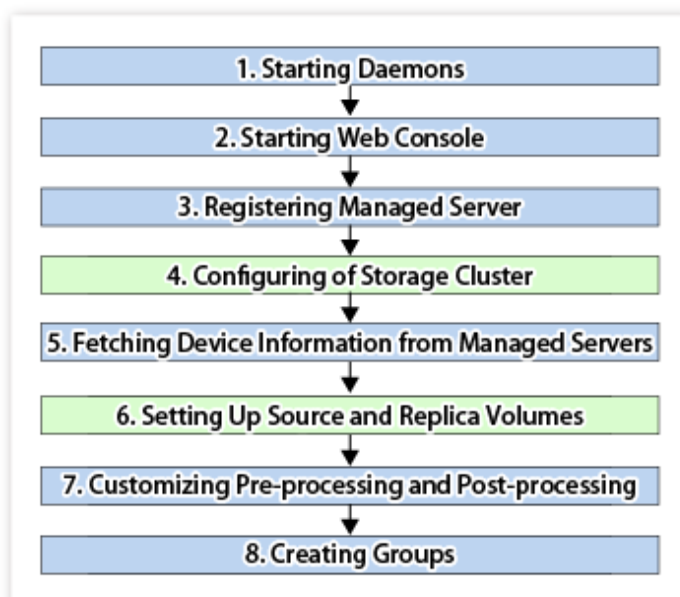 1. Starting Daemons
2. Starting Web Console
3. Registering Managed Server
4. Configuring of Storage Cluster
5. Fetching Device Information from Managed Servers
6. Setting Up Source and Replica Volumes
7. Customizing Pre-processing and Post-processing
8. Creating Groups